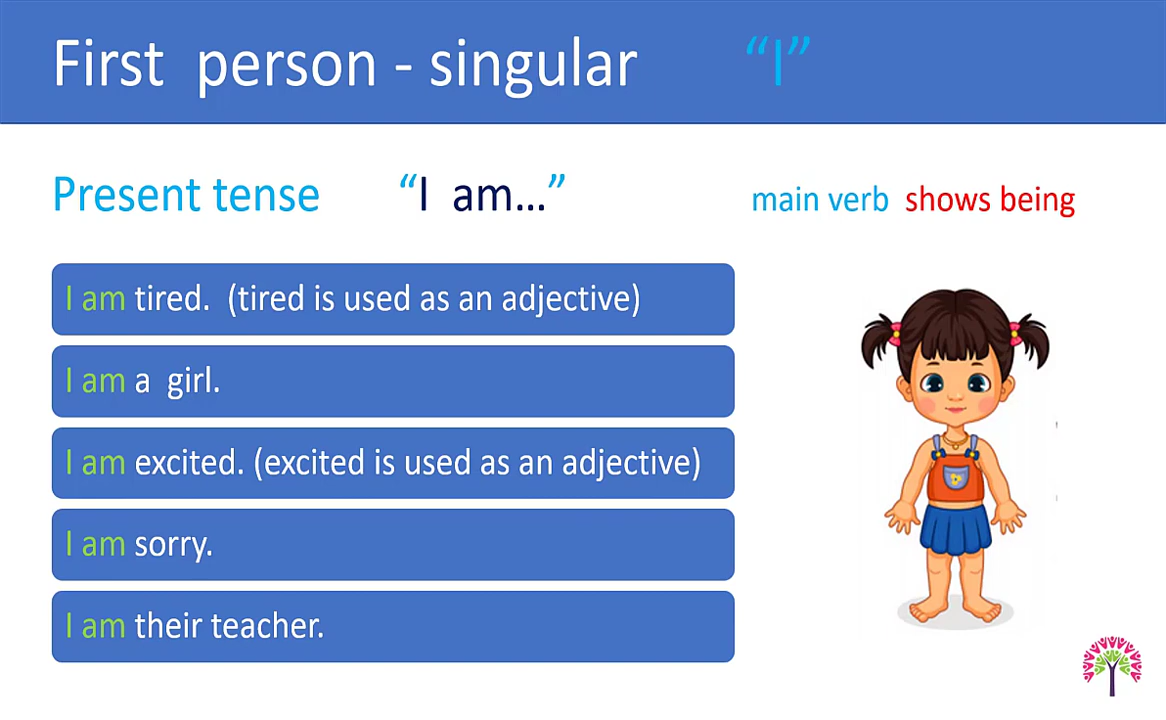 First person - singular “I”
Present tense “I am...” main verb shows being
I am tired. (tired is used as an adjective)
I am a girl.
I am excited. (excited is used as an adjective)
I am sorry.
I am their teacher.